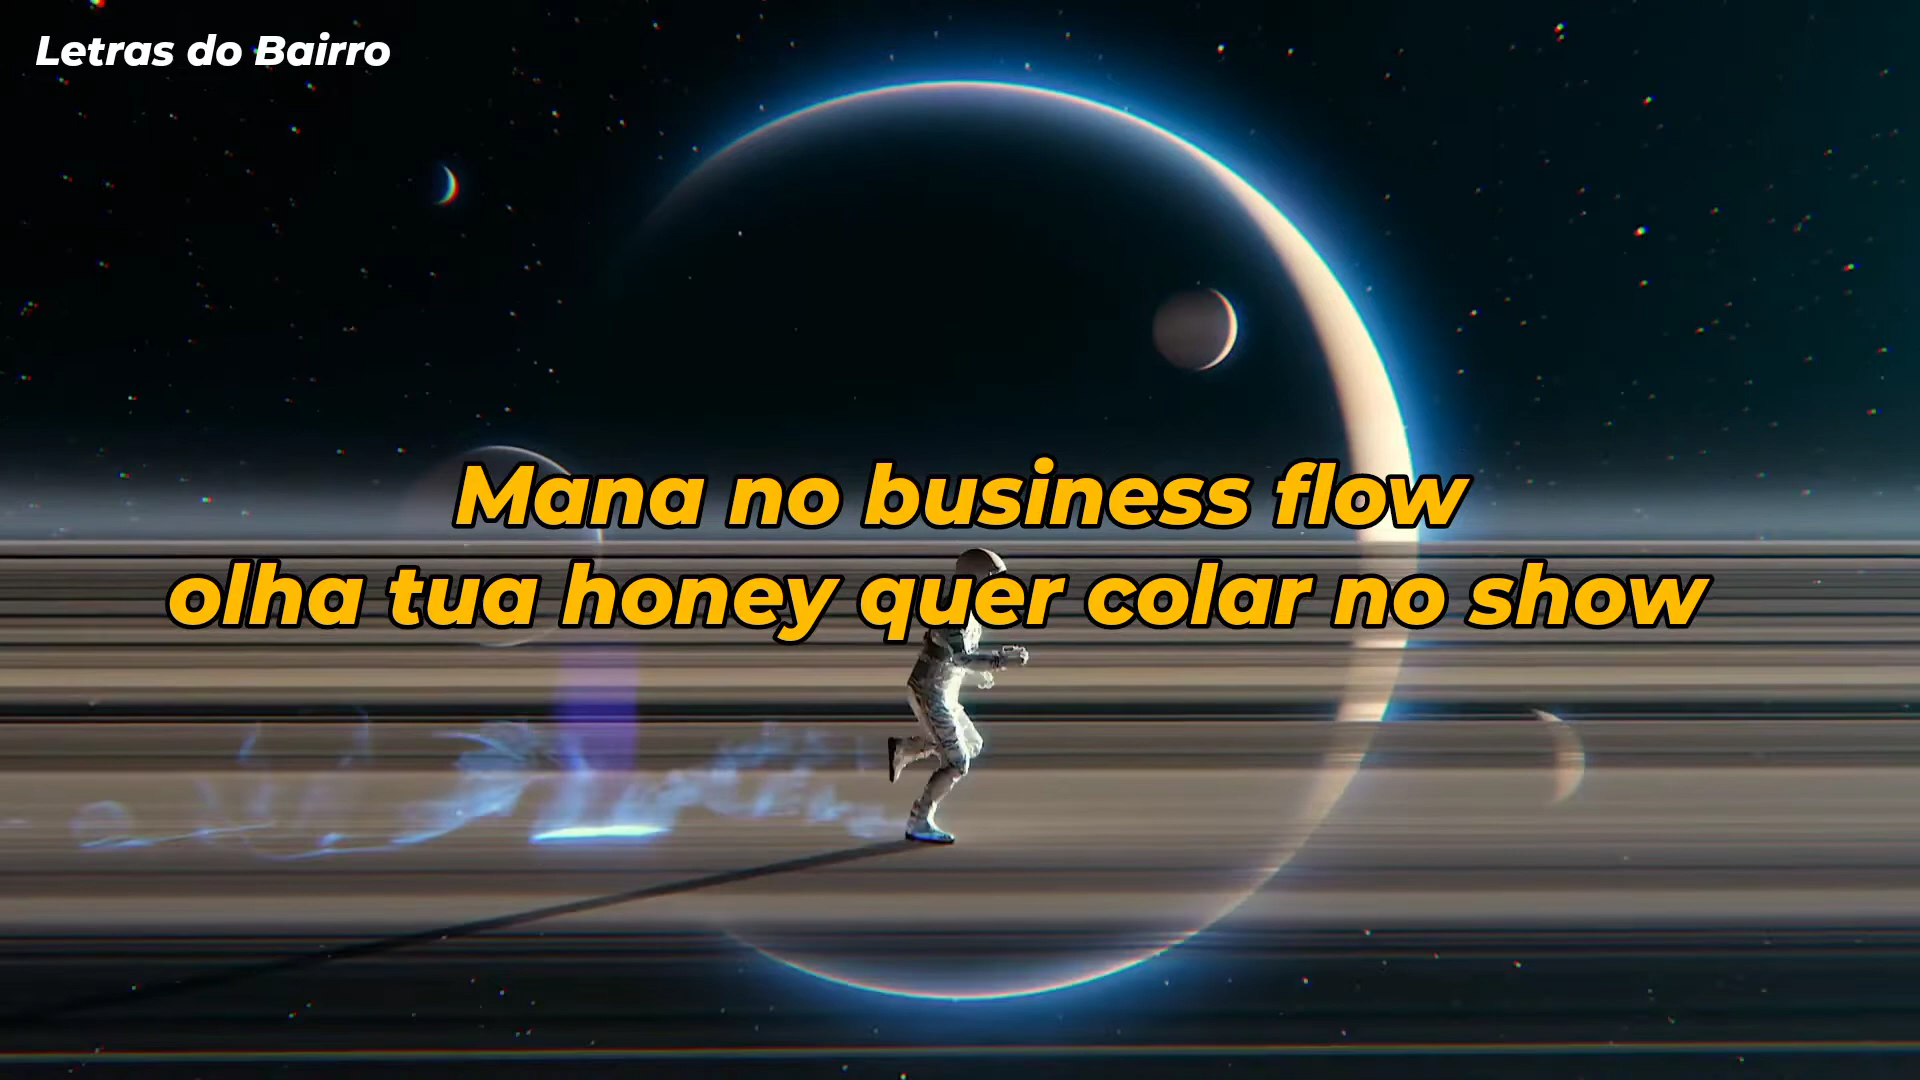 Letras do Bairro
Mana no business flow
olha tua honey quer colar no show